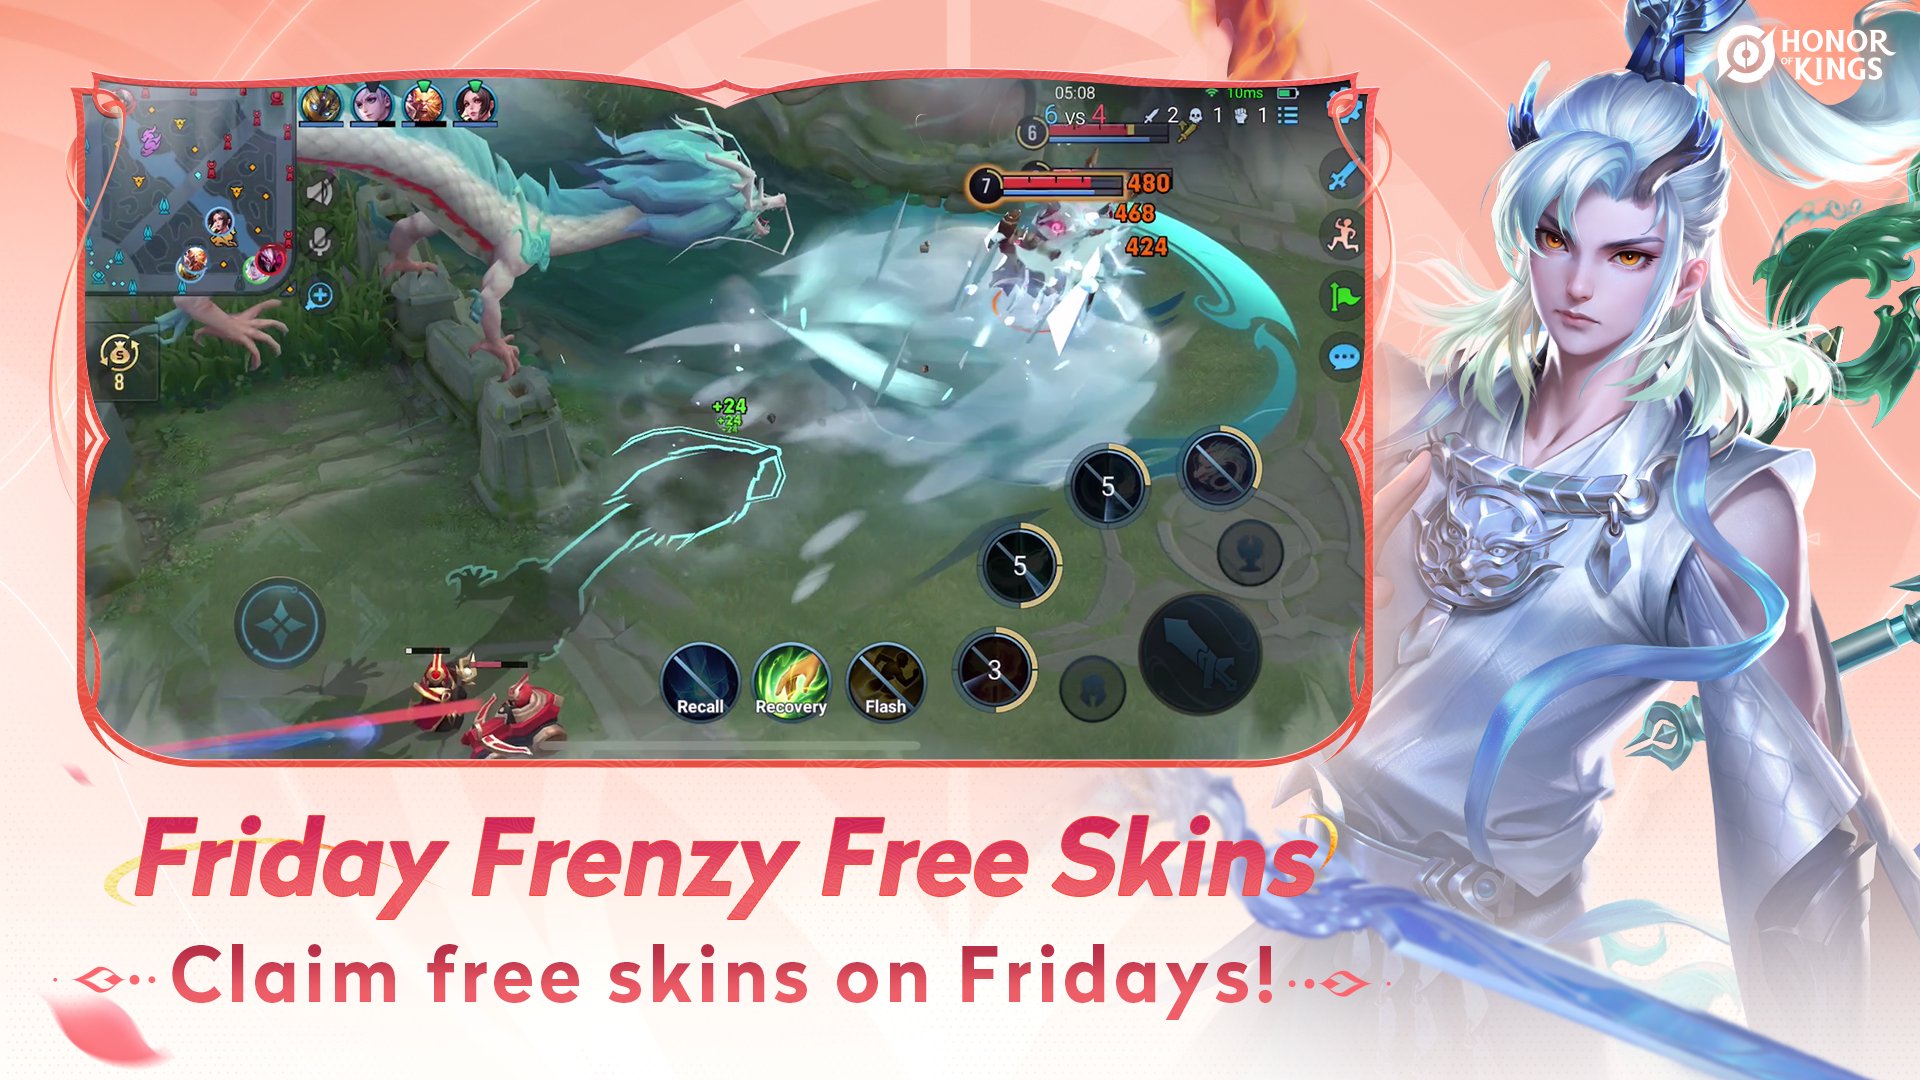 HONOR
OF
KINGS
05:08
10ms
6 vs 4
2 1 1
6
7
480
468
424
8
+24
+24
5
5
3
Recall
Recovery
Flash
Friday Frenzy Free Skins
Claim free skins on Fridays!